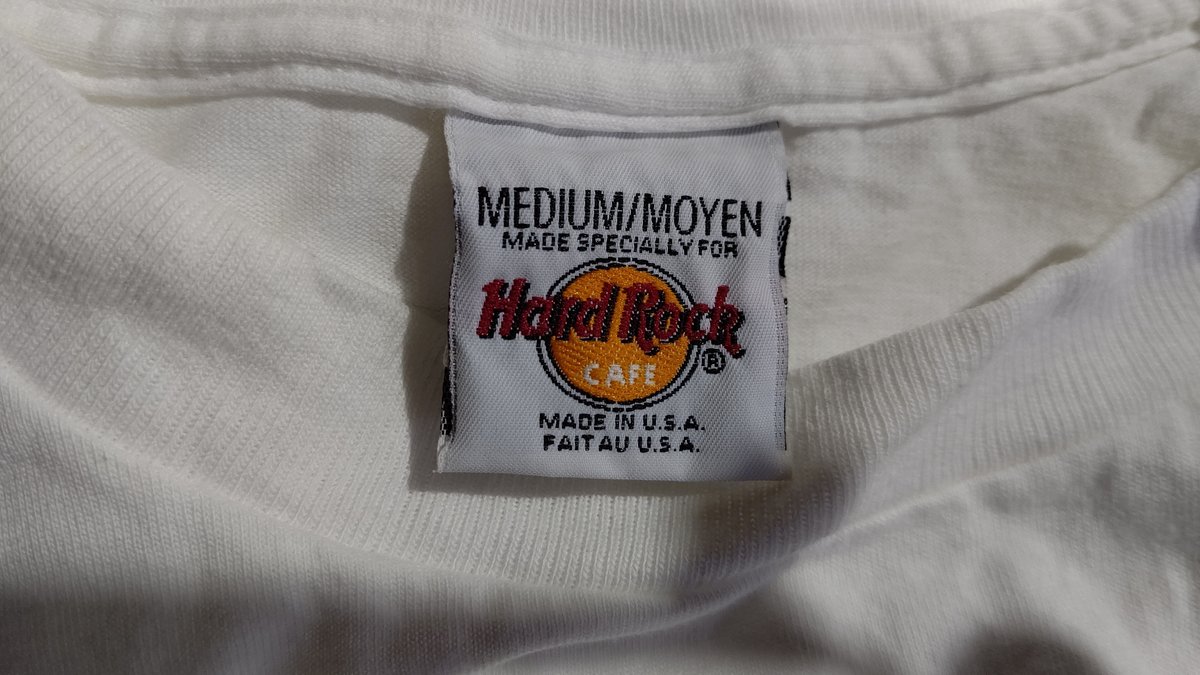 MEDIUM/MOYEN
MADE SPECIALLY FOR
Hard Rock
CAFE ®
MADE IN U.S.A.
FAIT AU U.S.A.